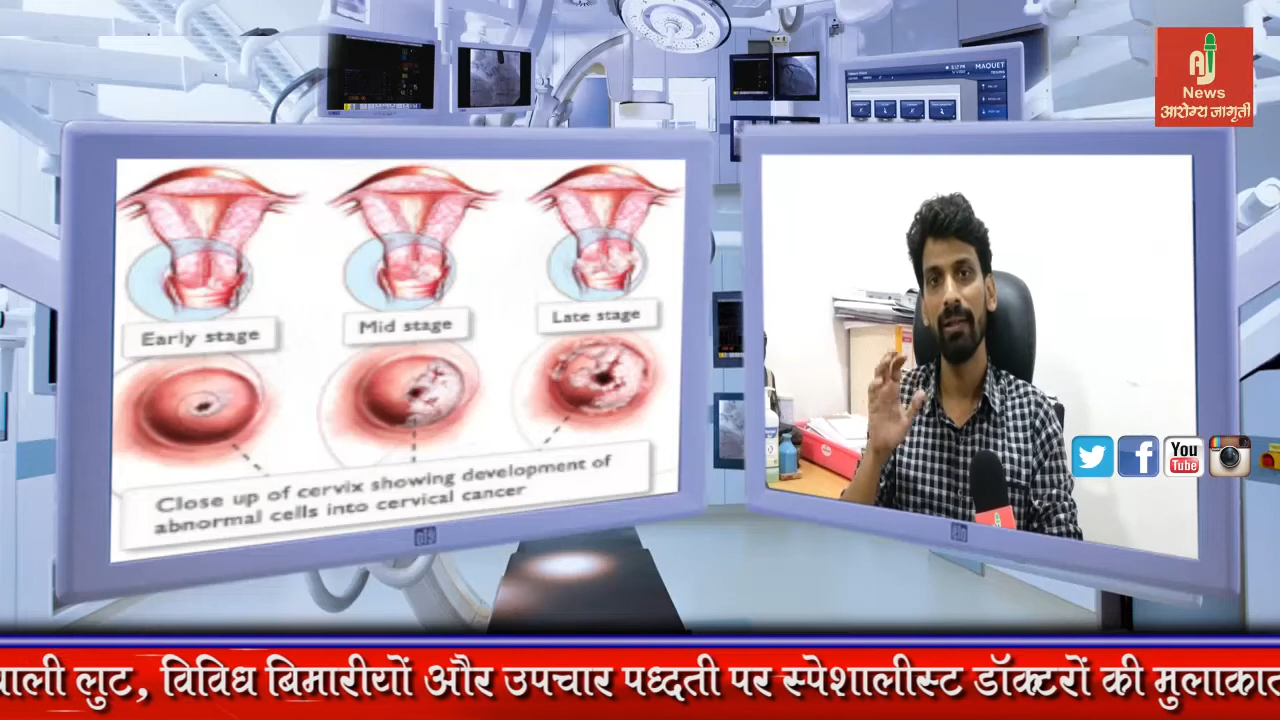 MAQUET
AJ
News
आरोग्य जागृती
Early stage
Mid stage
Late stage
Close up of cervix showing development of
abnormal cells into cervical cancer
You
Tube
लुट, विविध बिमारीयों और उपचार पध्दती पर स्पेशालीस्ट डॉक्टरों की